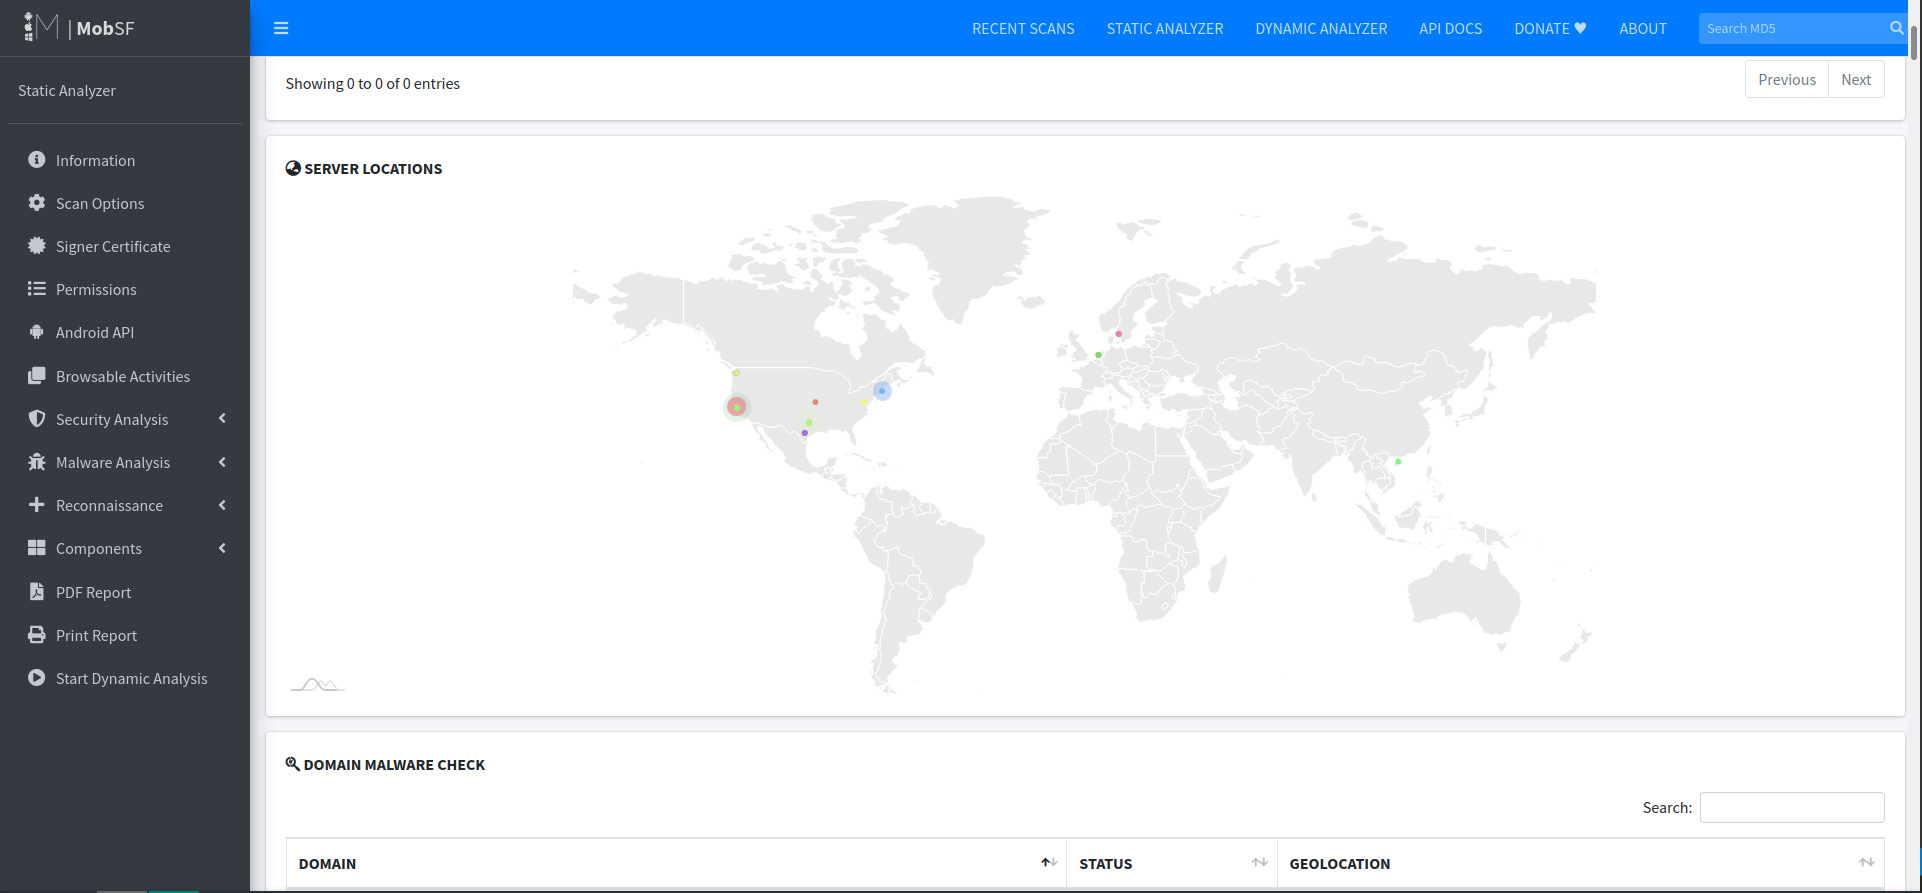 M | MobSF
RECENT SCANS
STATIC ANALYZER
DYNAMIC ANALYZER
API DOCS
DONATE ♥
ABOUT
Search MD5
Static Analyzer
Information
Scan Options
Signer Certificate
Permissions
Android API
Browsable Activities
Security Analysis
Malware Analysis
Reconnaissance
Components
PDF Report
Print Report
Start Dynamic Analysis
Showing 0 to 0 of 0 entries
Previous
Next
SERVER LOCATIONS
DOMAIN MALWARE CHECK
Search:
DOMAIN
STATUS
GEOLOCATION